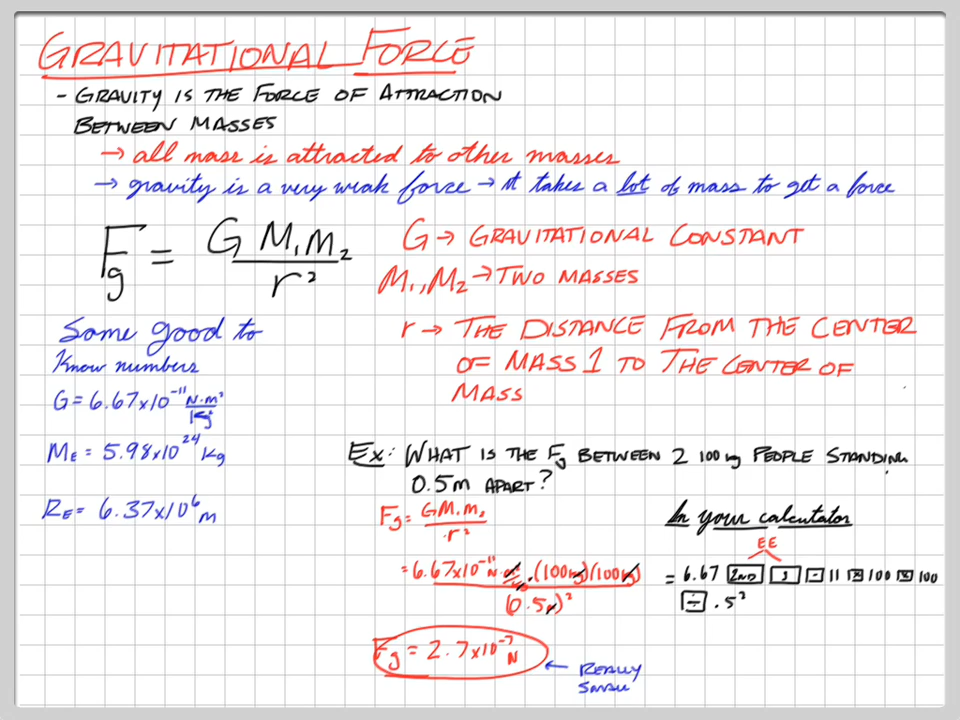 GRAVITATIONAL FORCE
- GRAVITY IS THE FORCE OF ATTRACTION
BETWEEN MASSES
→ all mass is attracted to other masses
→ gravity is a very weak force → it takes a lot of mass to get a force
Fg = G M₁M₂ / r²
G → GRAVITATIONAL CONSTANT
M₁, M₂ → TWO MASSES
r → THE DISTANCE FROM THE CENTER
OF MASS 1 TO THE CENTER OF
MASS
Some good to
Know numbers
G = 6.67x10⁻¹¹ N·m²/kg²
ME = 5.98x10²⁴ kg
RE = 6.37x10⁶ m
Ex: WHAT IS THE Fg BETWEEN 2 100 kg PEOPLE STANDING
0.5m APART?
Fg = GM₁m₂ / r²
= 6.67x10⁻¹¹ N·m²/kg² · (100kg)(100kg) / (0.5m)²
Fg = 2.7x10⁻⁷ N
← REALLY
SMALL
In your calculator
EE
= 6.67 2ND , - 11 x 100 x 100
÷ .5²